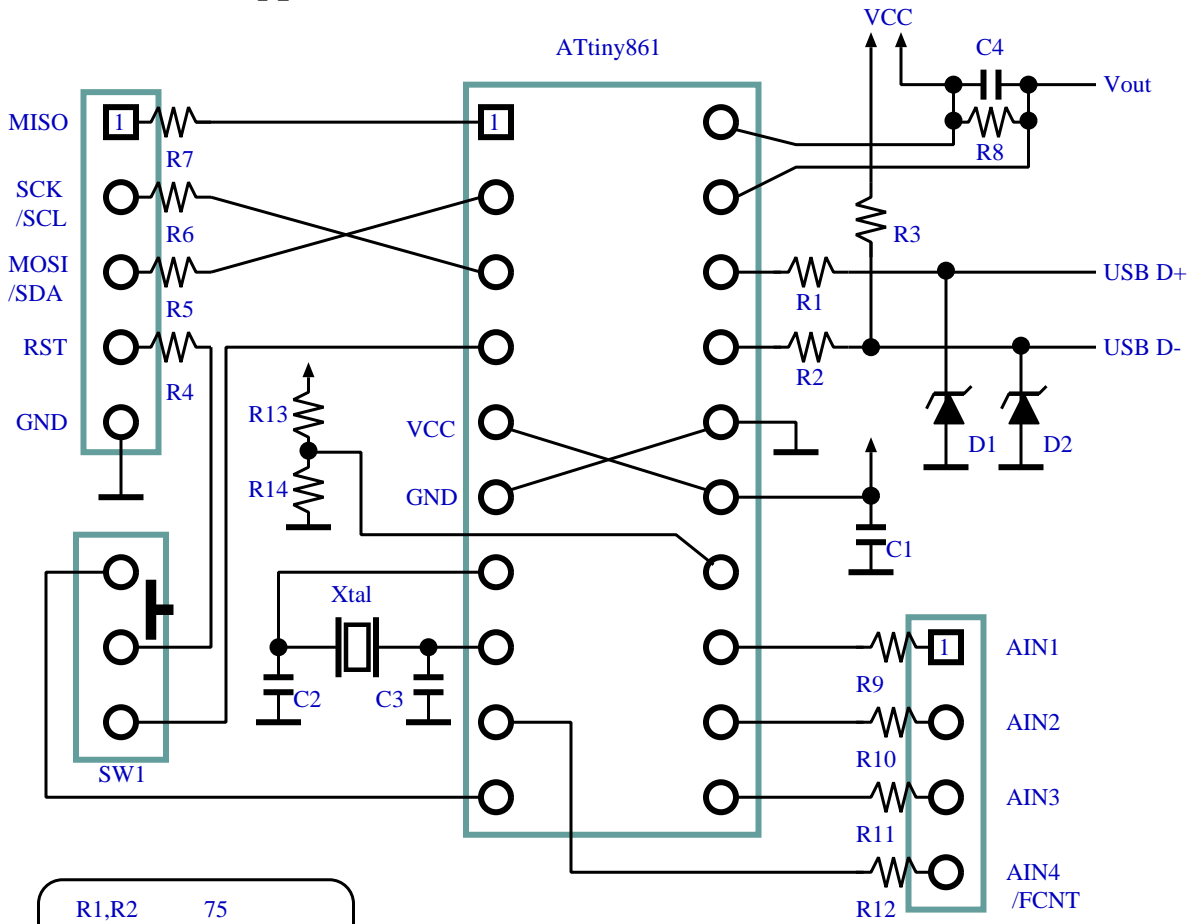 VCC
ATtiny861
C4
Vout
MISO
1
1
R7
R8
SCK
/SCL
R6
R3
MOSI
/SDA
R5
R1
USB D+
RST
R4
R2
USB D-
R13
GND
VCC
D1
D2
R14
GND
C1
Xtal
1
AIN1
C2
C3
R9
AIN2
R10
SW1
AIN3
R11
AIN4
/FCNT
R12
R1,R2 75